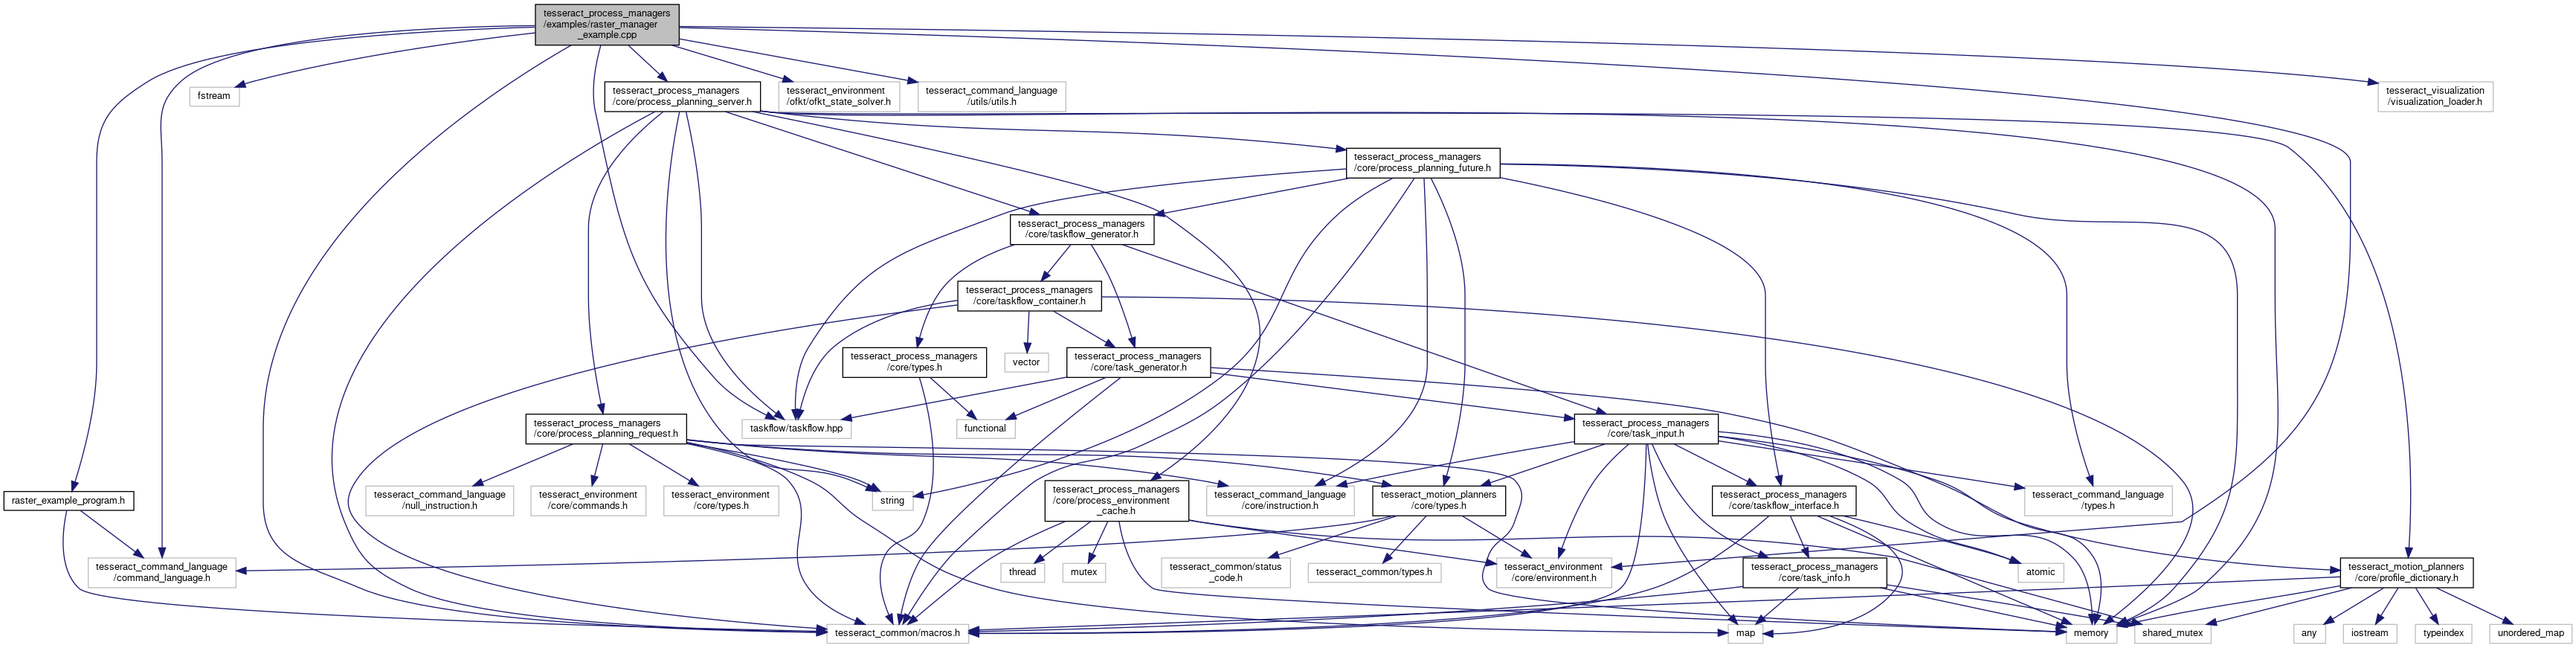 tesseract_process_managers
/examples/raster_manager
_example.cpp
fstream
tesseract_process_managers
/core/process_planning_server.h
tesseract_environment
/ofkt/ofkt_state_solver.h
tesseract_command_language
/utils/utils.h
tesseract_visualization
/visualization_loader.h
tesseract_process_managers
/core/process_planning_future.h
tesseract_process_managers
/core/taskflow_generator.h
tesseract_process_managers
/core/taskflow_container.h
tesseract_process_managers
/core/types.h
vector
tesseract_process_managers
/core/task_generator.h
tesseract_process_managers
/core/process_planning_request.h
taskflow/taskflow.hpp
functional
tesseract_process_managers
/core/task_input.h
raster_example_program.h
tesseract_command_language
/null_instruction.h
tesseract_environment
/core/commands.h
tesseract_environment
/core/types.h
string
tesseract_process_managers
/core/process_environment
_cache.h
tesseract_command_language
/core/instruction.h
tesseract_motion_planners
/core/types.h
tesseract_process_managers
/core/taskflow_interface.h
tesseract_command_language
/types.h
tesseract_command_language
/command_language.h
thread
mutex
tesseract_common/status
_code.h
tesseract_common/types.h
tesseract_environment
/core/environment.h
tesseract_process_managers
/core/task_info.h
atomic
tesseract_motion_planners
/core/profile_dictionary.h
tesseract_common/macros.h
map
memory
shared_mutex
any
iostream
typeindex
unordered_map